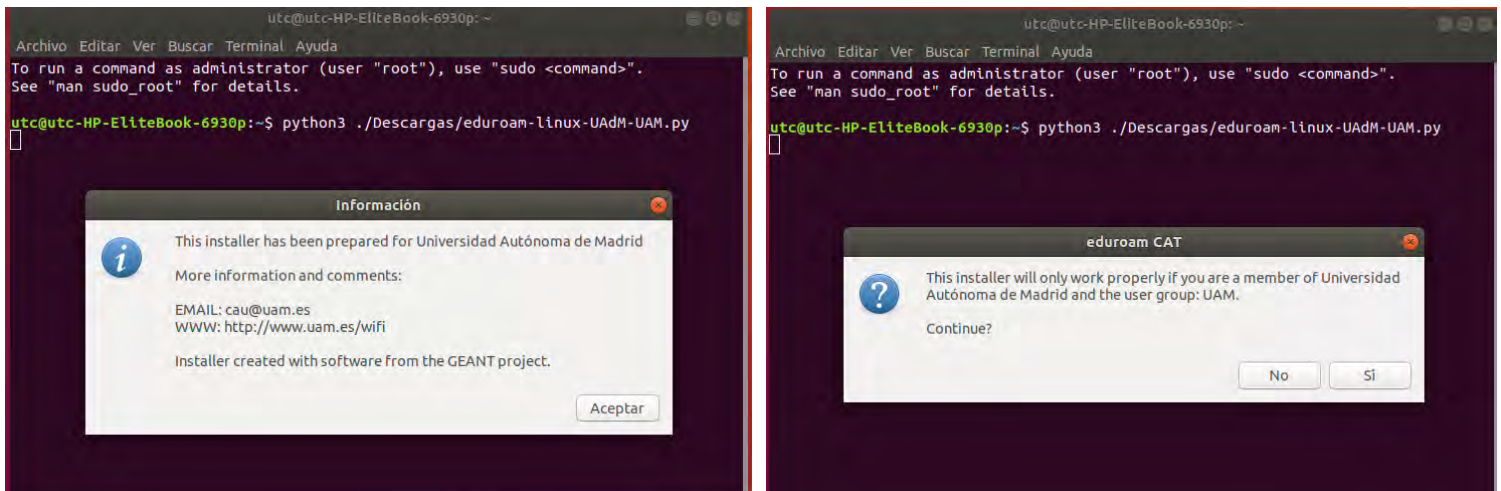 utc@utc-HP-EliteBook-6930p: ~
Archivo Editar Ver Buscar Terminal Ayuda
To run a command as administrator (user "root"), use "sudo <command>".
See "man sudo_root" for details.
utc@utc-HP-EliteBook-6930p:~$ python3 ./Descargas/eduroam-linux-UAdM-UAM.py
Información
This installer has been prepared for Universidad Autónoma de Madrid
More information and comments:
EMAIL: cau@uam.es
WWW: http://www.uam.es/wifi
Installer created with software from the GEANT project.
Aceptar
utc@utc-HP-EliteBook-6930p: ~
Archivo Editar Ver Buscar Terminal Ayuda
To run a command as administrator (user "root"), use "sudo <command>".
See "man sudo_root" for details.
utc@utc-HP-EliteBook-6930p:~$ python3 ./Descargas/eduroam-linux-UAdM-UAM.py
eduroam CAT
This installer will only work properly if you are a member of Universidad
Autónoma de Madrid and the user group: UAM.
Continue?
No Sí